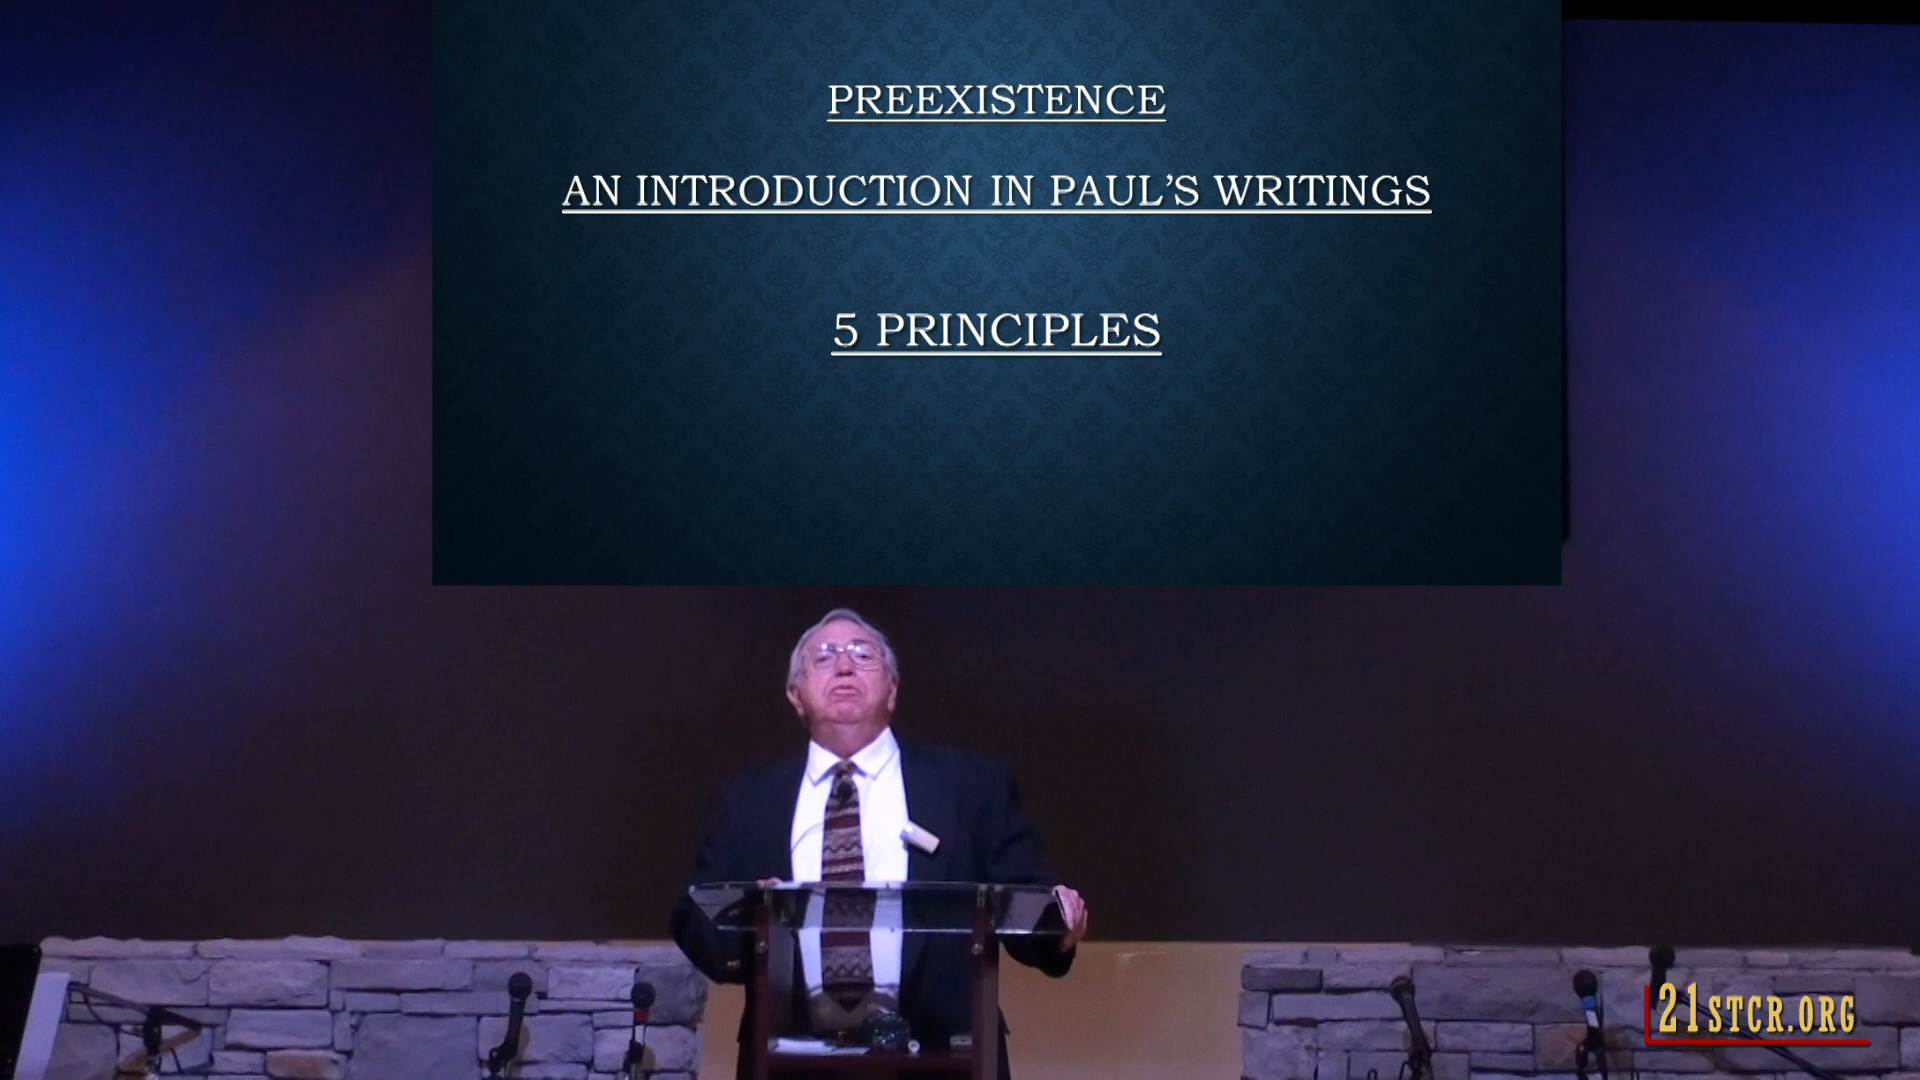 PREEXISTENCE
AN INTRODUCTION IN PAUL'S WRITINGS
5 PRINCIPLES
21STCR.ORG